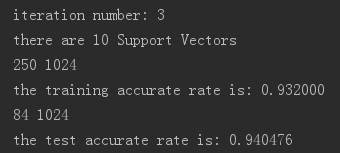 iteration number: 3
there are 10 Support Vectors
250 1024
the training accurate rate is: 0.932000
84 1024
the test accurate rate is: 0.940476